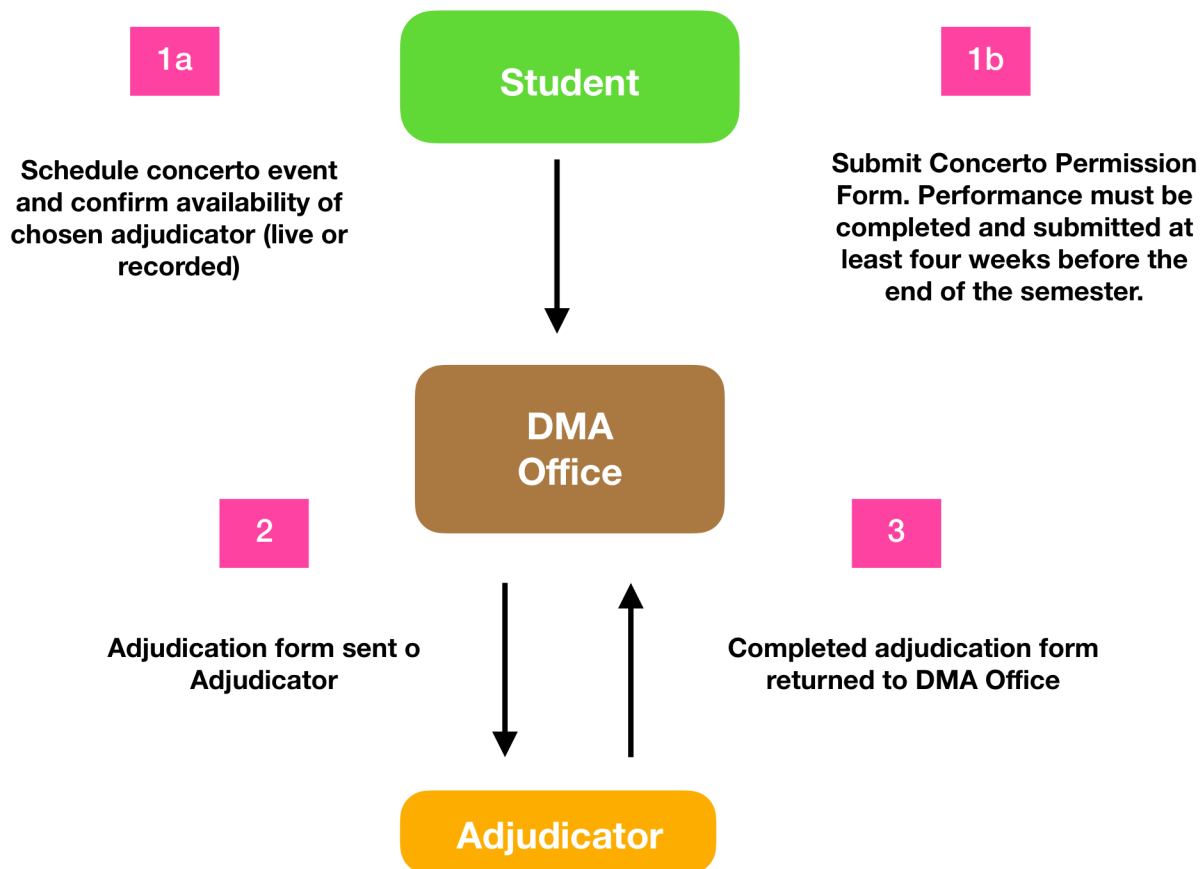 1a
Student
1b
Schedule concerto event
and confirm availability of
chosen adjudicator (live or
recorded)
Submit Concerto Permission
Form. Performance must be
completed and submitted at
least four weeks before the
end of the semester.
DMA
Office
2
3
Adjudication form sent o
Adjudicator
Completed adjudication form
returned to DMA Office
Adjudicator